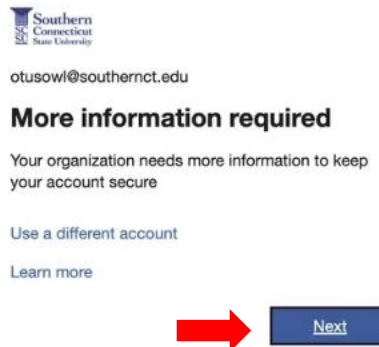 Southern
Connecticut
State University
otusowl@southernct.edu
More information required
Your organization needs more information to keep
your account secure
Use a different account
Learn more
Next